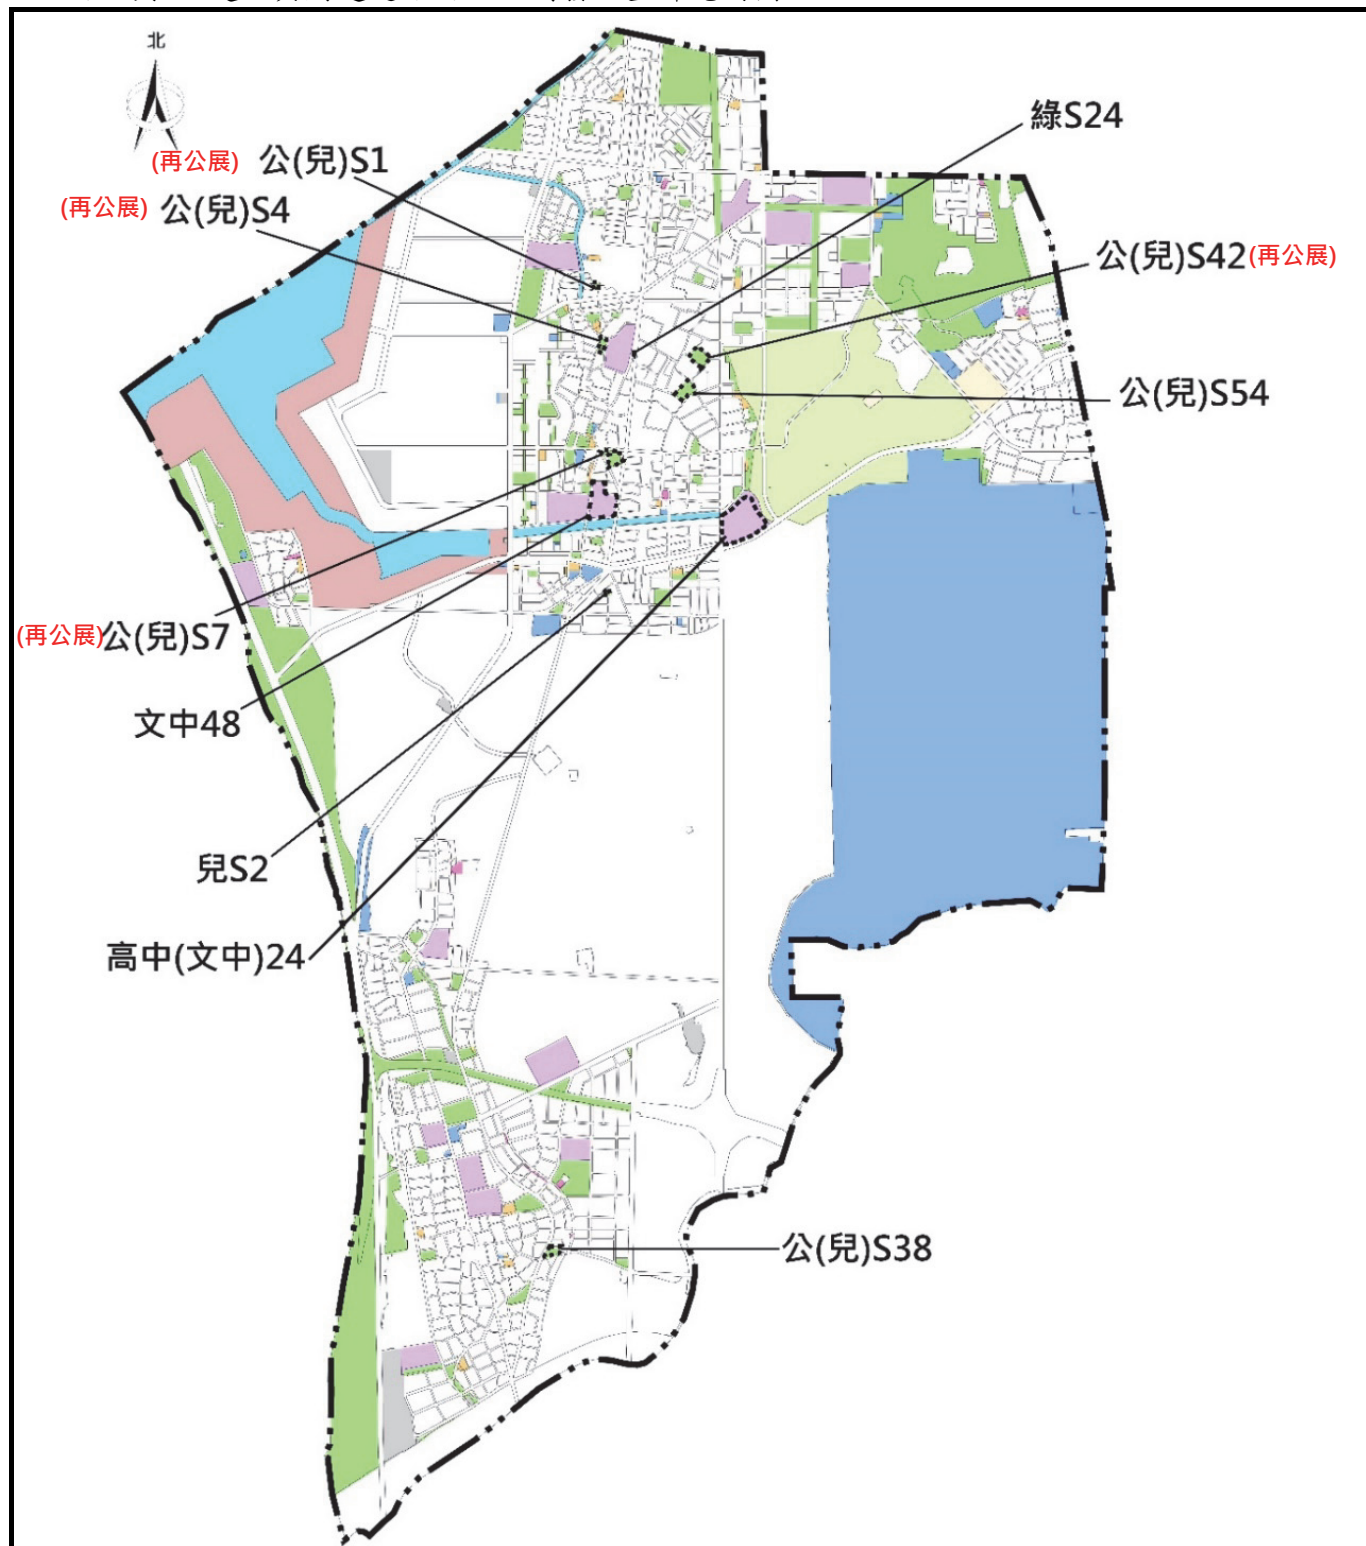 北
綠S24
(再公展) 公(兒)S1
(再公展) 公(兒)S4
公(兒)S42(再公展)
公(兒)S54
(再公展)公(兒)S7
文中48
兒S2
高中(文中)24
公(兒)S38